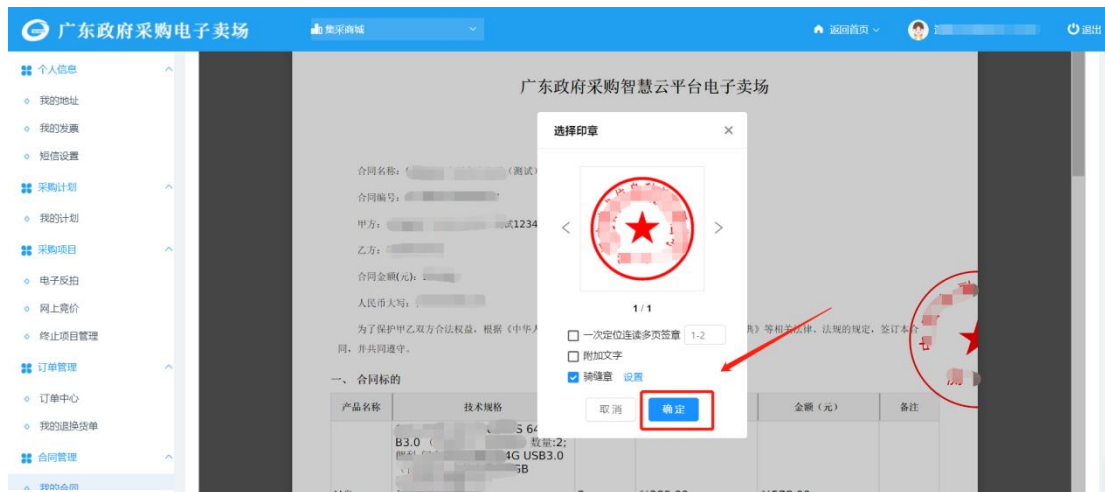 广东政府采购电子卖场
集采商城
返回首页
退出
个人信息
我的地址
我的发票
短信设置
采购计划
我的计划
采购项目
电子反拍
网上竞价
终止项目管理
订单管理
订单中心
我的退换货单
合同管理
我的合同
广东政府采购智慧云平台电子卖场
合同名称：（测试）
合同编号：
甲方：试1234
乙方：
合同金额(元)：
人民币大写：
为了保护甲乙双方合法权益，根据《中华人
典》等相关法律、法规的规定，签订本合
同，并共同遵守。
一、合同标的
产品名称 技术规格 金额（元） 备注
S 64
B3.0 数量:2;
4G USB3.0
GB
选择印章
1 / 1
一次定位连读多页签章 1-2
附加文字
骑缝章 设置
取消 确定